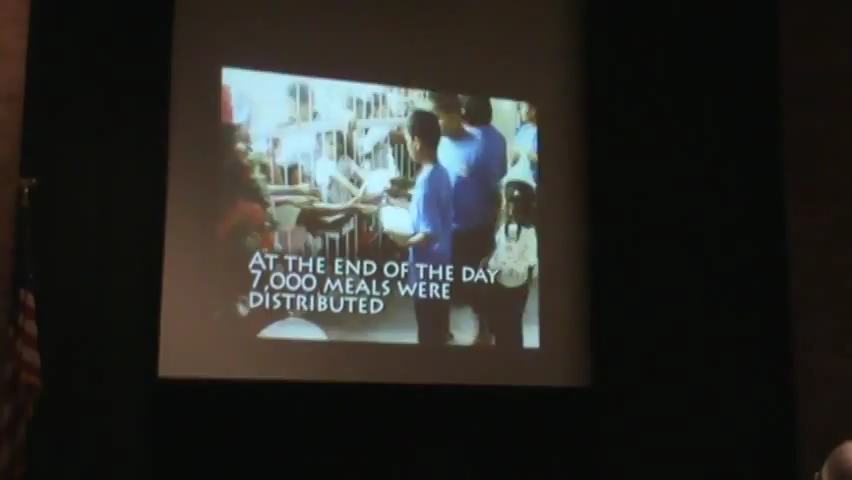 AT THE END OF THE DAY
7,000 MEALS WERE
DISTRIBUTED